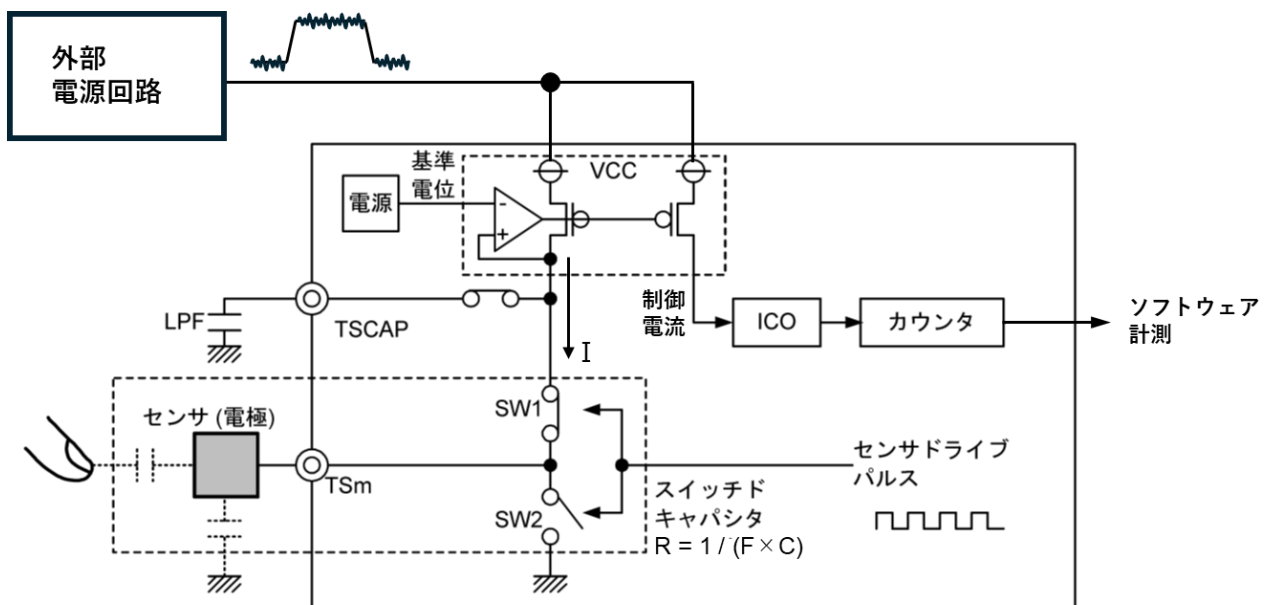 外部
電源回路
基準
電位
VCC
電源
-
+
LPF
TSCAP
制御
電流
ICO
カウンタ
ソフトウェア
計測
I
センサ (電極)
SW1
TSm
SW2
センサドライブ
パルス
スイッチド
キャパシタ
R = 1 / (F×C)